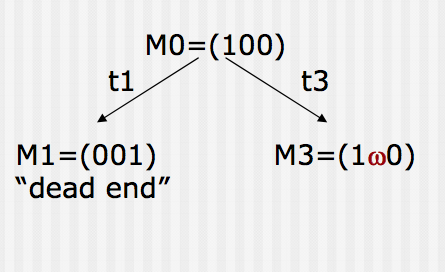 M0=(100)
t1 t3
M1=(001) M3=(1ω0)
“dead end”